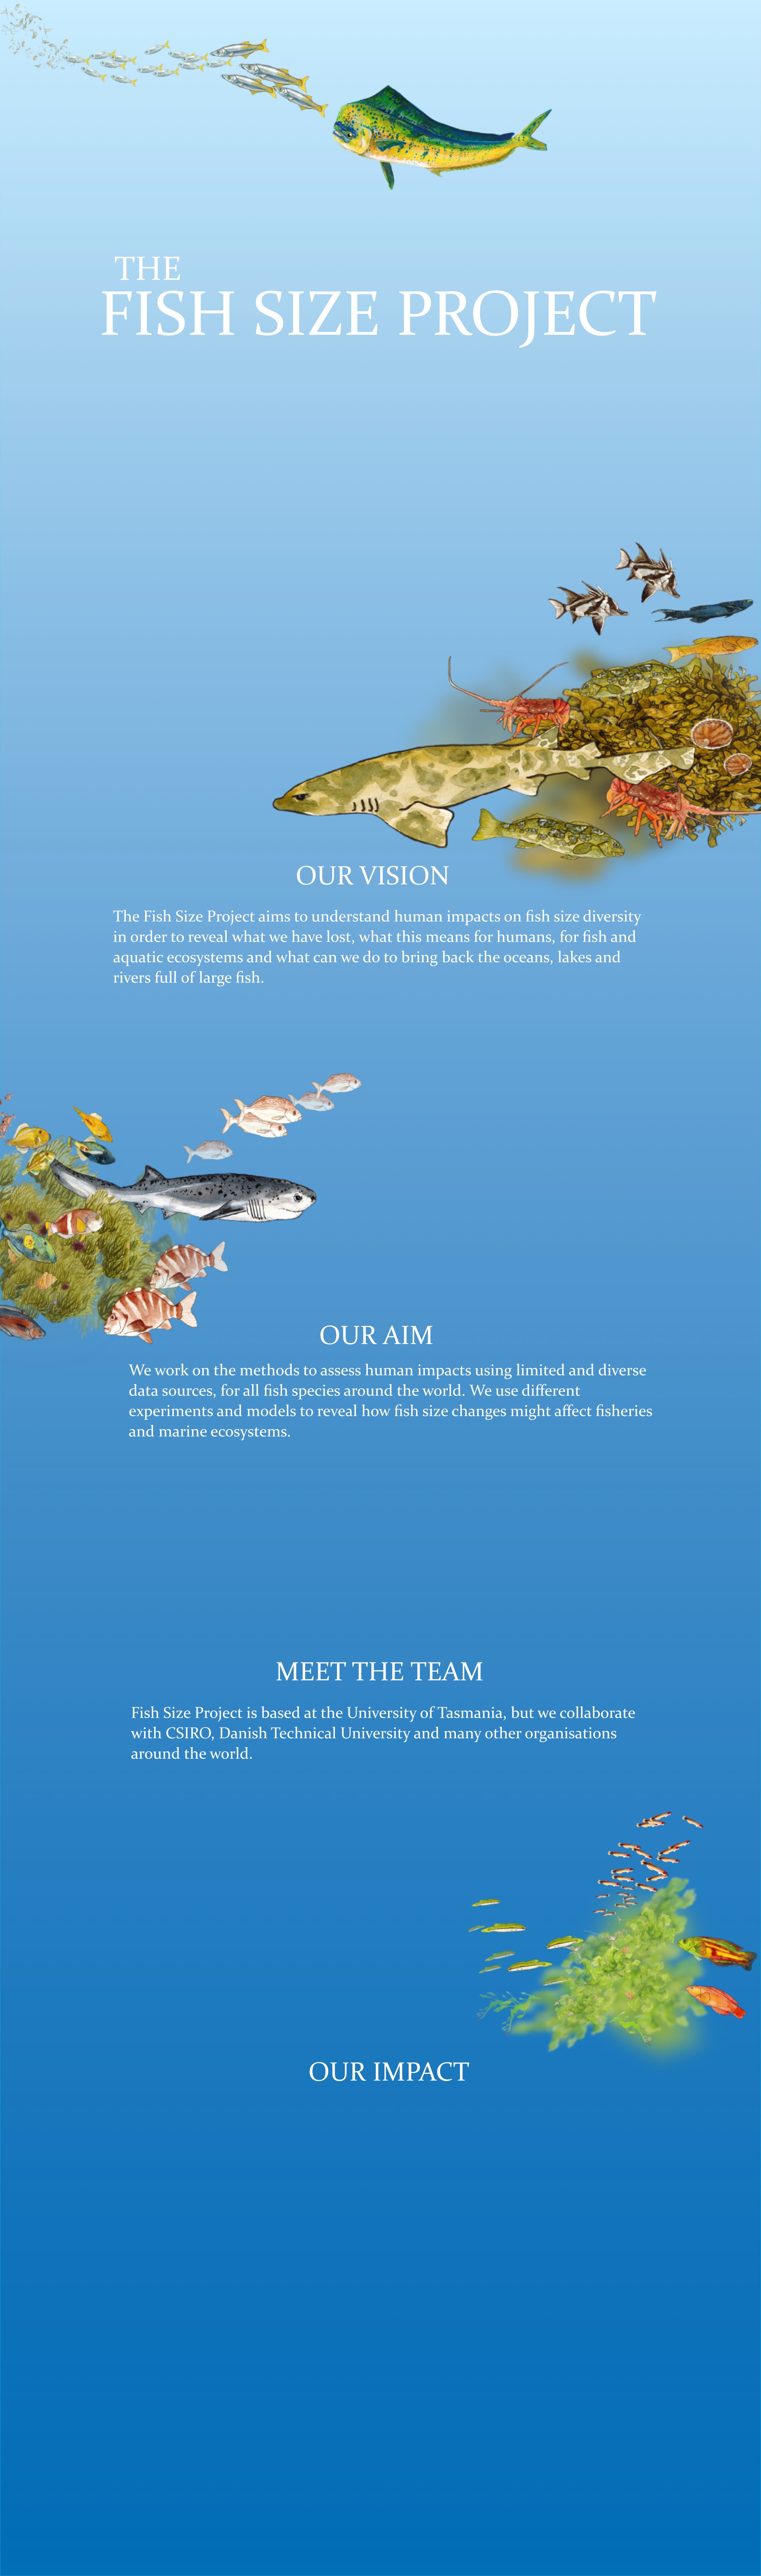 THE
FISH SIZE PROJECT
OUR VISION
The Fish Size Project aims to understand human impacts on fish size diversity
in order to reveal what we have lost, what this means for humans, for fish and
aquatic ecosystems and what can we do to bring back the oceans, lakes and
rivers full of large fish.
OUR AIM
We work on the methods to assess human impacts using limited and diverse
data sources, for all fish species around the world. We use different
experiments and models to reveal how fish size changes might affect fisheries
and marine ecosystems.
MEET THE TEAM
Fish Size Project is based at the University of Tasmania, but we collaborate
with CSIRO, Danish Technical University and many other organisations
around the world.
OUR IMPACT